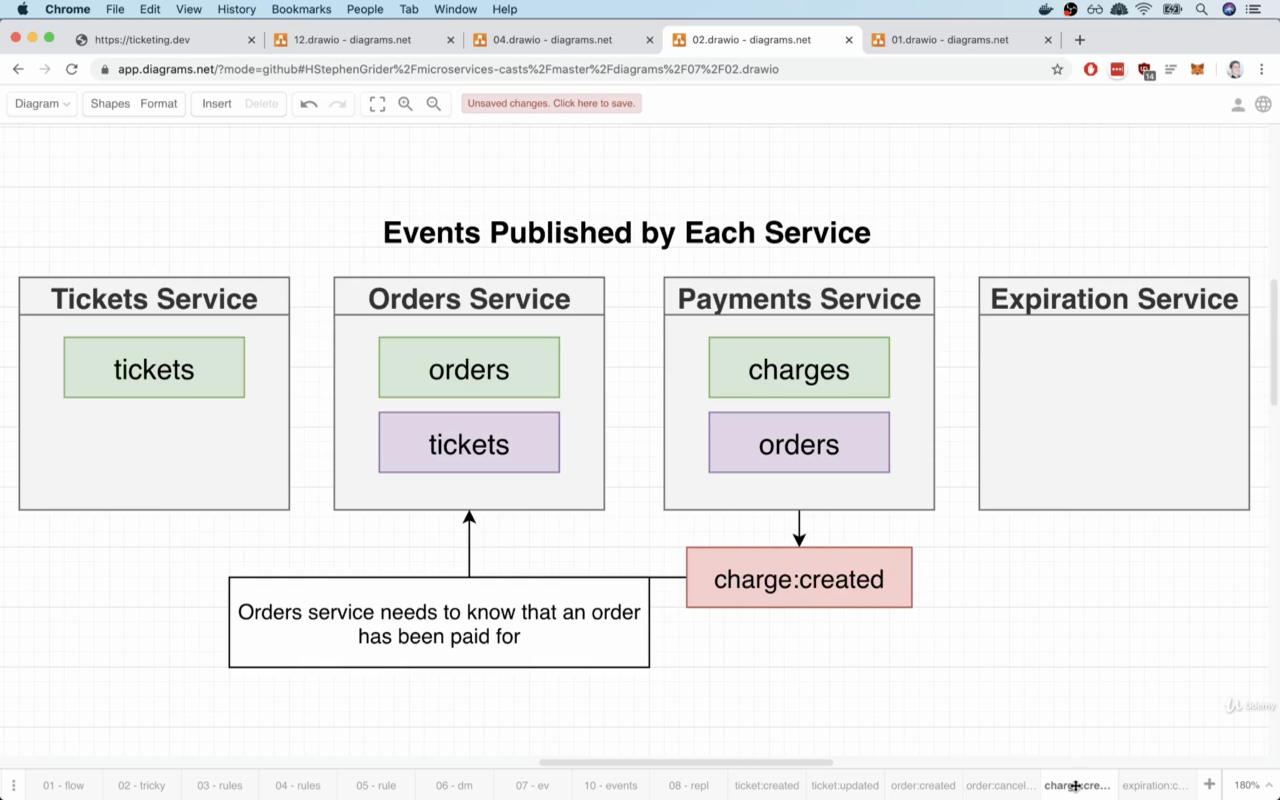 Chrome File Edit View History Bookmarks People Tab Window Help
https://ticketing.dev 12.drawio - diagrams.net 04.drawio - diagrams.net 02.drawio - diagrams.net 01.drawio - diagrams.net
app.diagrams.net/?mode=github#HStephenGrider%2Fmicroservices-casts%2Fmaster%2Fdiagrams%2F07%2F02.drawio
14
Diagram Shapes Format Insert Delete Unsaved changes. Click here to save.
Events Published by Each Service
Tickets Service Orders Service Payments Service Expiration Service
tickets orders charges
tickets orders
charge:created
Orders service needs to know that an order
has been paid for
Udemy
01 - flow 02 - tricky 03 - rules 04 - rules 05 - rule 06 - dm 07 - ev 10 - events 08 - repl ticket:created ticket:updated order:created order:cancel... expiration:c... 180%